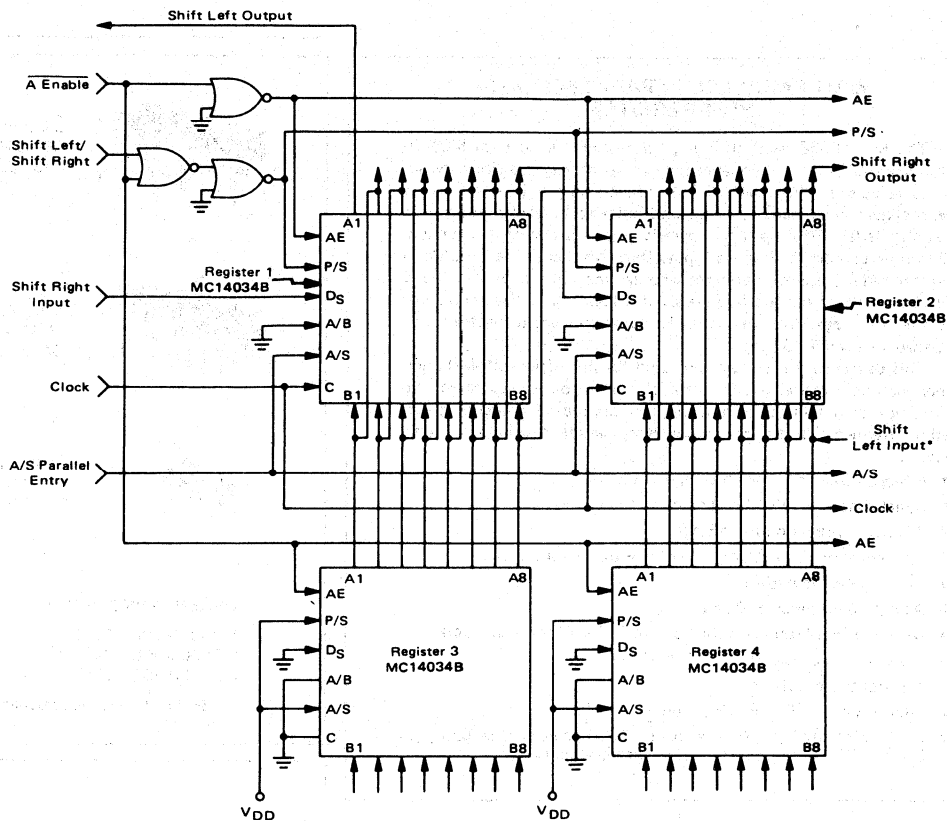 Shift Left Output
A Enable
AE
Shift Left/
Shift Right
P/S
Shift Right
Output
A1
A8
A1
A8
AE
AE
P/S
P/S
Register 1
MC14034B
Shift Right
Input
DS
DS
Register 2
MC14034B
A/B
A/B
A/S
A/S
Clock
C
C
B1
B8
B1
B8
Shift
Left Input*
A/S Parallel
Entry
A/S
Clock
AE
A1
A8
A1
A8
AE
AE
P/S
P/S
DS
Register 3
MC14034B
DS
Register 4
MC14034B
A/B
A/B
A/S
A/S
C
C
B1
B8
B1
B8
VDD
VDD